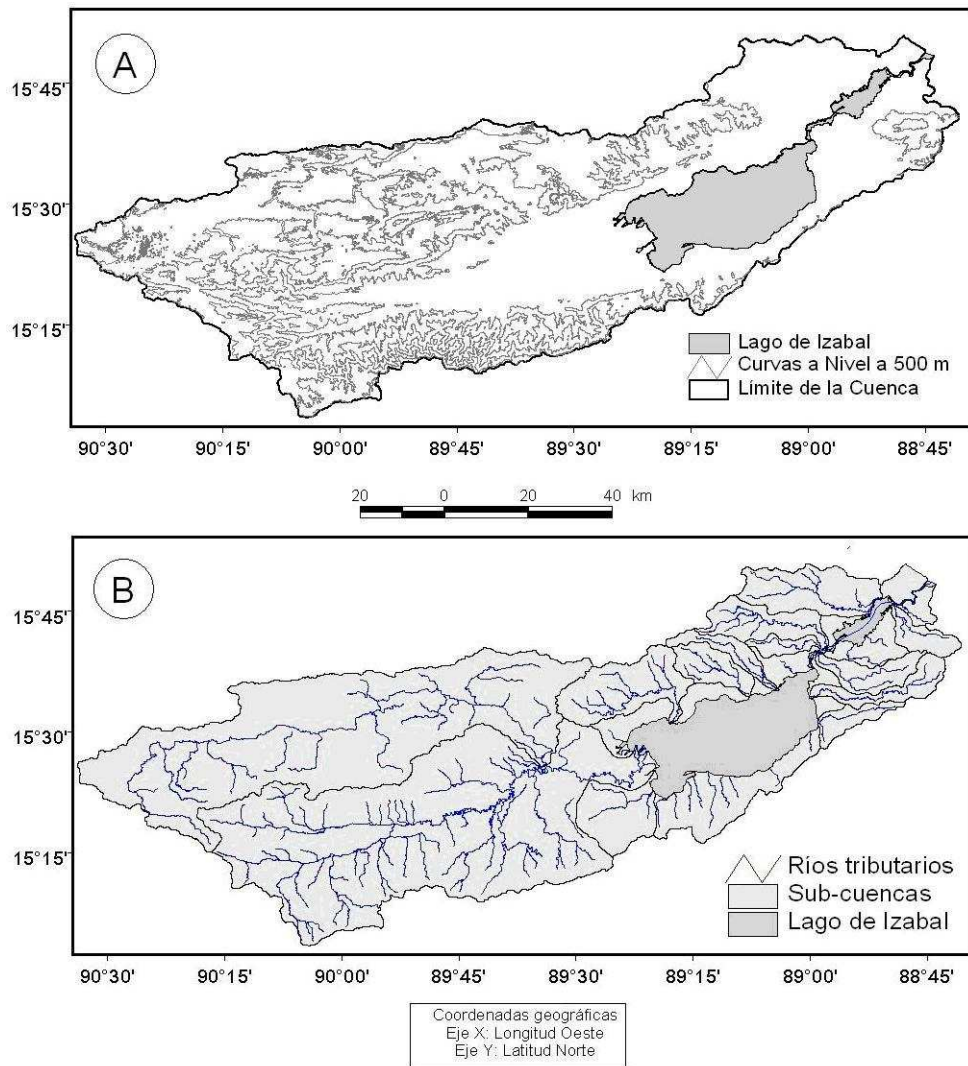 A
15°45'
15°30'
15°15'
Lago de Izabal
Curvas a Nivel a 500 m
Límite de la Cuenca
90°30' 90°15' 90°00' 89°45' 89°30' 89°15' 89°00' 88°45'
20 0 20 40 km
B
15°45'
15°30'
15°15'
Ríos tributarios
Sub-cuencas
Lago de Izabal
90°30' 90°15' 90°00' 89°45' 89°30' 89°15' 89°00' 88°45'
Coordenadas geográficas
Eje X: Longitud Oeste
Eje Y: Latitud Norte